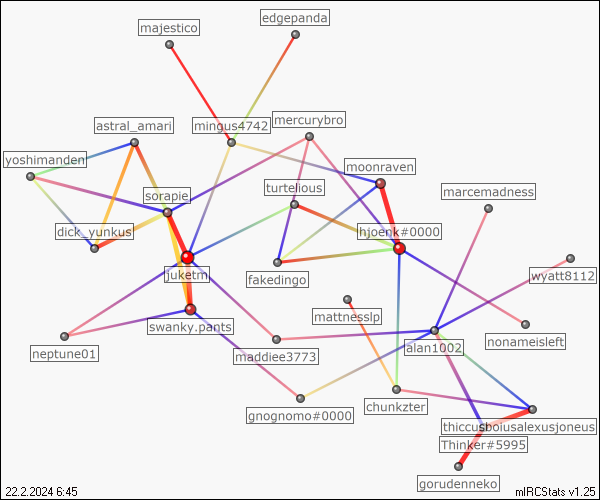 edgepanda
majestico
astral_amari
mingus4742
mercurybro
yoshimanden
moonraven
sorapie
turtelious
marcemadness
dick_yunkus
hjoenk#0000
juketm
fakedingo
wyatt8112
mattnesslp
swanky.pants
nonameisleft
neptune01
maddiee3773
alan1002
gnognomo#0000
chunkzter
thiccusboiusalexusjoneus
Thinker#5995
gorudenneko
22.2.2024 6:45
mIRCStats v1.25